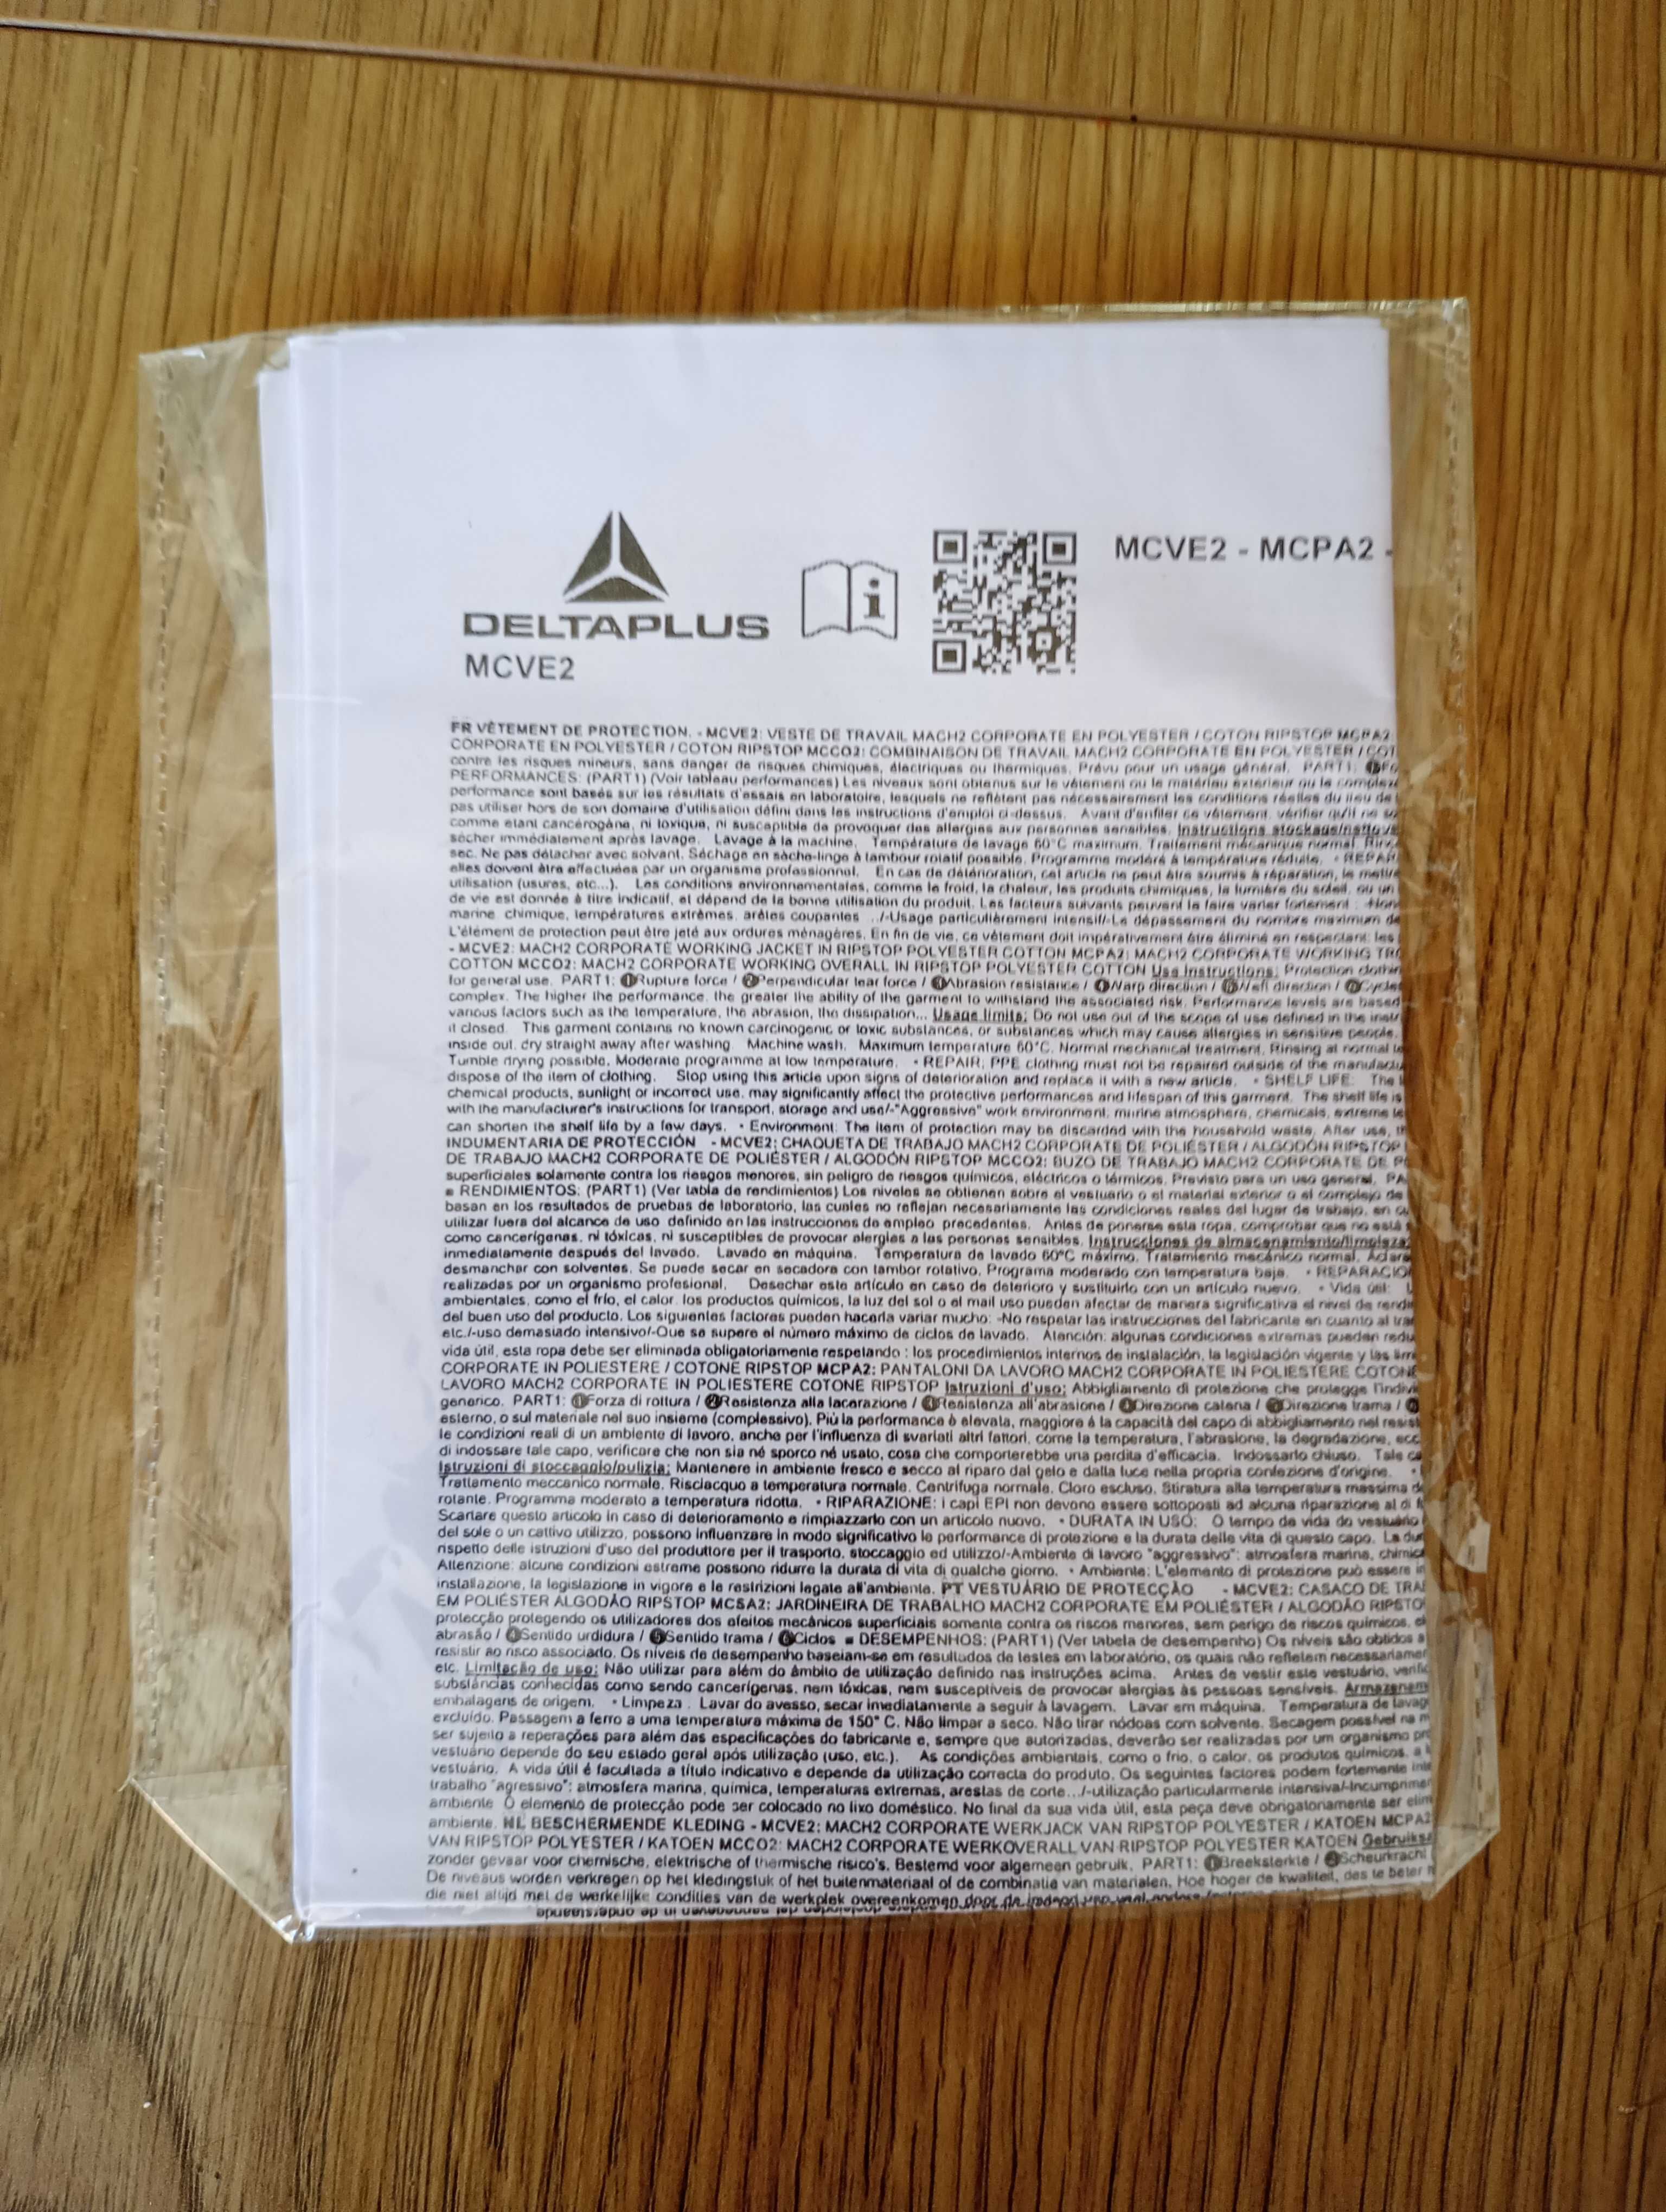 DELTAPLUS
MCVE2
MCVE2 - MCPA2 -
FR VÊTEMENT DE PROTECTION. - MCVE2: VESTE DE TRAVAIL MACH2 CORPORATE EN POLYESTER / COTON RIPSTOP MCPA2
CORPORATE EN POLYESTER / COTON RIPSTOP MCCO2: COMBINAISON DE TRAVAIL MACH2 CORPORATE EN POLYESTER / COT
contre les risques mineurs, sans danger de risques chimiques, électriques ou thermiques. Prévu pour un usage général. PART1: ❶Fo
PERFORMANCES: (PART1) (Voir tableau performances) Les niveaux sont obtenus sur le vêtement ou le matériau extérieur ou le complexe
performance sont basés sur les résultats d'essais en laboratoire, lesquels ne reflètent pas nécessairement les conditions réelles du lieu de
pas utiliser hors de son domaine d'utilisation défini dans les instructions d'emploi ci-dessus. Avant d'enfiler ce vêtement, vérifier qu'il ne so
comme étant cancérogène, ni toxique, ni susceptible de provoquer des allergies aux personnes sensibles. Instructions stockage/nettoye
sécher immédiatement après lavage. Lavage à la machine. Température de lavage 60°C maximum. Traitement mécanique normal. Rinç
sec. Ne pas détacher avec solvant. Séchage en sèche-linge à tambour rotatif possible. Programme modéré à température réduite. • REPAR
elles doivent être effectuées par un organisme professionnel. En cas de détérioration, cet article ne peut être soumis à réparation, le mettre
utilisation (usures, etc...). Les conditions environnementales, comme le froid, la chaleur, les produits chimiques, la lumière du soleil, ou un
de vie est donnée à titre indicatif, et dépend de la bonne utilisation du produit. Les facteurs suivants peuvent la faire varier fortement : -Non
marine, chimique, températures extrêmes, arêtes coupantes .../-Usage particulièrement intensif/-Le dépassement du nombre maximum de
L'élément de protection peut être jeté aux ordures ménagères. En fin de vie, ce vêtement doit impérativement être éliminé en respectant: les
- MCVE2: MACH2 CORPORATE WORKING JACKET IN RIPSTOP POLYESTER COTTON MCPA2: MACH2 CORPORATE WORKING TRO
COTTON MCCO2: MACH2 CORPORATE WORKING OVERALL IN RIPSTOP POLYESTER COTTON Use Instructions: Protection clothin
for general use. PART1: ❶Rupture force / ❷Perpendicular tear force / ❸Abrasion resistance / ❹Warp direction / ❺Weft direction / ❻Cycles
complex. The higher the performance, the greater the ability of the garment to withstand the associated risk. Performance levels are based
various factors such as the temperature, the abrasion, the dissipation... Usage limits: Do not use out of the scope of use defined in the instr
it closed. This garment contains no known carcinogenic or toxic substances, or substances which may cause allergies in sensitive people.
inside out, dry straight away after washing. Machine wash. Maximum temperature 60°C. Normal mechanical treatment. Rinsing at normal te
Tumble drying possible. Moderate programme at low temperature. • REPAIR: PPE clothing must not be repaired outside of the manufactu
dispose of the item of clothing. Stop using this article upon signs of deterioration and replace it with a new article. • SHELF LIFE: The l
chemical products, sunlight or incorrect use, may significantly affect the protective performances and lifespan of this garment. The shelf life is
with the manufacturer's instructions for transport, storage and use/-"Aggressive" work environment: marine atmosphere, chemicals, extreme te
can shorten the shelf life by a few days. • Environment: The item of protection may be discarded with the household waste. After use, th
INDUMENTARIA DE PROTECCIÓN - MCVE2: CHAQUETA DE TRABAJO MACH2 CORPORATE DE POLIÉSTER / ALGODÓN RIPSTOP
DE TRABAJO MACH2 CORPORATE DE POLIÉSTER / ALGODÓN RIPSTOP MCCO2: BUZO DE TRABAJO MACH2 CORPORATE DE P
superficiales solamente contra los riesgos menores, sin peligro de riesgos químicos, eléctricos o térmicos. Previsto para un uso general. PA
■ RENDIMIENTOS: (PART1) (Ver tabla de rendimientos) Los niveles se obtienen sobre el vestuario o el material exterior o el complejo de
basan en los resultados de pruebas de laboratorio, las cuales no reflejan necesariamente las condiciones reales del lugar de trabajo, en cu
utilizar fuera del alcance de uso definido en las instrucciones de empleo precedentes. Antes de ponerse esta ropa, comprobar que no está s
como cancerígenas, ni tóxicas, ni susceptibles de provocar alergias a las personas sensibles. Instrucciones de almacenamiento/limpieza:
inmediatamente después del lavado. Lavado en máquina. Temperatura de lavado 60°C máximo. Tratamiento mecánico normal. Aclara
desmanchar con solventes. Se puede secar en secadora con tambor rotativo. Programa moderado con temperatura baja. • REPARACIO
realizadas por un organismo profesional. Desechar este artículo en caso de deterioro y sustituirlo con un artículo nuevo. • Vida útil: L
ambientales, como el frío, el calor, los productos químicos, la luz del sol o el mail uso pueden afectar de manera significativa el nivel de rendi
del buen uso del producto. Los siguientes factores pueden hacerla variar mucho: -No respetar las instrucciones del fabricante en cuanto al tra
etc./-uso demasiado intensivo/-Que se supere el número máximo de ciclos de lavado. Atención: algunas condiciones extremas pueden redu
vida útil, esta ropa debe ser eliminada obligatoriamente respetando : los procedimientos internos de instalación, la legislación vigente y las lim
CORPORATE IN POLIESTERE / COTONE RIPSTOP MCPA2: PANTALONI DA LAVORO MACH2 CORPORATE IN POLIESTERE COTONE
LAVORO MACH2 CORPORATE IN POLIESTERE COTONE RIPSTOP Istruzioni d'uso: Abbigliamento di protezione che protegge l'indivi
generico. PART1: ❶Forza di rottura / ❷Resistenza alla lacerazione / ❸Resistenza all'abrasione / ❹Direzione catena / ❺Direzione trama / ❻
esterno, o sul materiale nel suo insieme (complessivo). Più la performance è elevata, maggiore è la capacità del capo di abbigliamento nel resist
le condizioni reali di un ambiente di lavoro, anche per l'influenza di svariati altri fattori, come la temperatura, l'abrasione, la degradazione, ecc
di indossare tale capo, verificare che non sia né sporco né usato, cosa che comporterebbe una perdita d'efficacia. Indossarlo chiuso. Tale ca
Istruzioni di stoccaggio/pulizia: Mantenere in ambiente fresco e secco al riparo dal gelo e dalla luce nella propria confezione d'origine. •
Trattamento meccanico normale. Risciacquo a temperatura normale. Centrifuga normale. Cloro escluso. Stiratura alla temperatura massima d
rotante. Programma moderato a temperatura ridotta. • RIPARAZIONE: i capi EPI non devono essere sottoposti ad alcuna riparazione al di f
Scartare questo articolo in caso di deterioramento e rimpiazzarlo con un articolo nuovo. • DURATA IN USO: O tempo de vida do vestuário
del sole o un cattivo utilizzo, possono influenzare in modo significativo le performance di protezione e la durata delle vita di questo capo. La dur
rispetto delle istruzioni d'uso del produttore per il trasporto, stoccaggio ed utilizzo/-Ambiente di lavoro "aggressivo": atmosfera marina, chimic
Attenzione: alcune condizioni estreme possono ridurre la durata di vita di qualche giorno. • Ambiente: L'elemento di protezione può essere in
installazione, la legislazione in vigore e le restrizioni legate all'ambiente. PT VESTUÁRIO DE PROTECÇÃO - MCVE2: CASACO DE TRA
EM POLIÉSTER ALGODÃO RIPSTOP MCSA2: JARDINEIRA DE TRABALHO MACH2 CORPORATE EM POLIÉSTER / ALGODÃO RIPSTO
protecção protegendo os utilizadores dos efeitos mecânicos superficiais somente contra os riscos menores, sem perigo de riscos químicos, el
abrasão / ❹Sentido urdidura / ❺Sentido trama / ❻Ciclos ■ DESEMPENHOS: (PART1) (Ver tabela de desempenho) Os níveis são obtidos a
resistir ao risco associado. Os níveis de desempenho baseiam-se em resultados de testes em laboratório, os quais não refletem necessariamen
etc. Limitação de uso: Não utilizar para além do âmbito de utilização definido nas instruções acima. Antes de vestir este vestuário, verific
substâncias conhecidas como sendo cancerígenas, nem tóxicas, nem susceptíveis de provocar alergias às pessoas sensíveis. Armazenam
embalagens de origem. • Limpeza . Lavar do avesso, secar imediatamente a seguir à lavagem. Lavar em máquina. Temperatura de lavag
excluído. Passagem a ferro a uma temperatura máxima de 150° C. Não limpar a seco. Não tirar nódoas com solvente. Secagem possível na m
ser sujeito a reperações para além das especificações do fabricante e, sempre que autorizadas, deverão ser realizadas por um organismo pro
vestuário depende do seu estado geral após utilização (uso, etc.). As condições ambientais, como o frio, o calor, os produtos químicos, a l
vestuário. A vida útil é facultada a título indicativo e depende da utilização correcta do produto. Os seguintes factores podem fortemente infl
trabalho "agressivo": atmosfera marina, química, temperaturas extremas, arestas de corte.../-utilização particularmente intensiva/-Incumprimen
ambiente O elemento de protecção pode ser colocado no lixo doméstico. No final da sua vida útil, esta peça deve obrigatoriamente ser elim
ambiente. NL BESCHERMENDE KLEDING - MCVE2: MACH2 CORPORATE WERKJACK VAN RIPSTOP POLYESTER / KATOEN MCPA2
VAN RIPSTOP POLYESTER / KATOEN MCCO2: MACH2 CORPORATE WERKOVERALL VAN RIPSTOP POLYESTER KATOEN Gebruiks
zonder gevaar voor chemische, elektrische of thermische risico's. Bestemd voor algemeen gebruik. PART1: ❶Breeksterkte / ❷Scheurkracht
De niveaus worden verkregen op het kledingstuk of het buitenmateriaal of de combinatie van materialen. Hoe hoger de kwaliteit, des te beter h
die niet altijd met de werkelijke condities van de werkplek overeenkomen door de invloed van veel andere